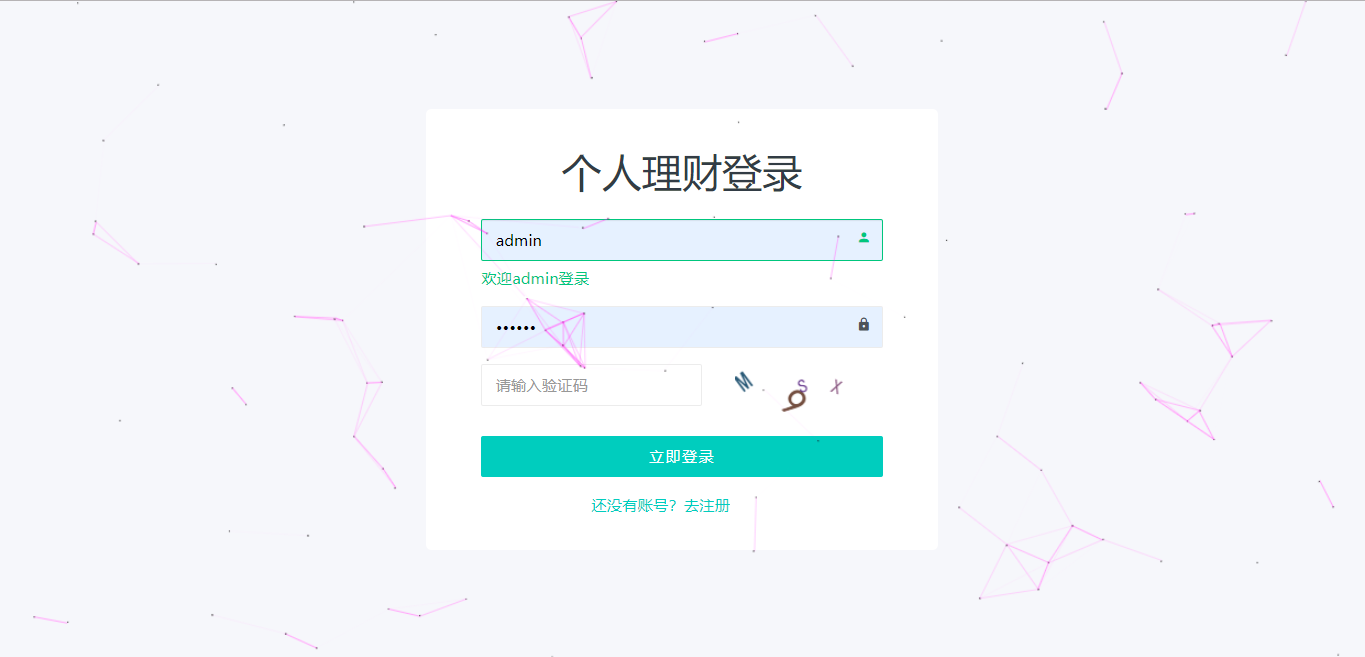 个人理财登录
admin
欢迎admin登录
••••••
请输入验证码
M 9 S X
立即登录
还没有账号？去注册